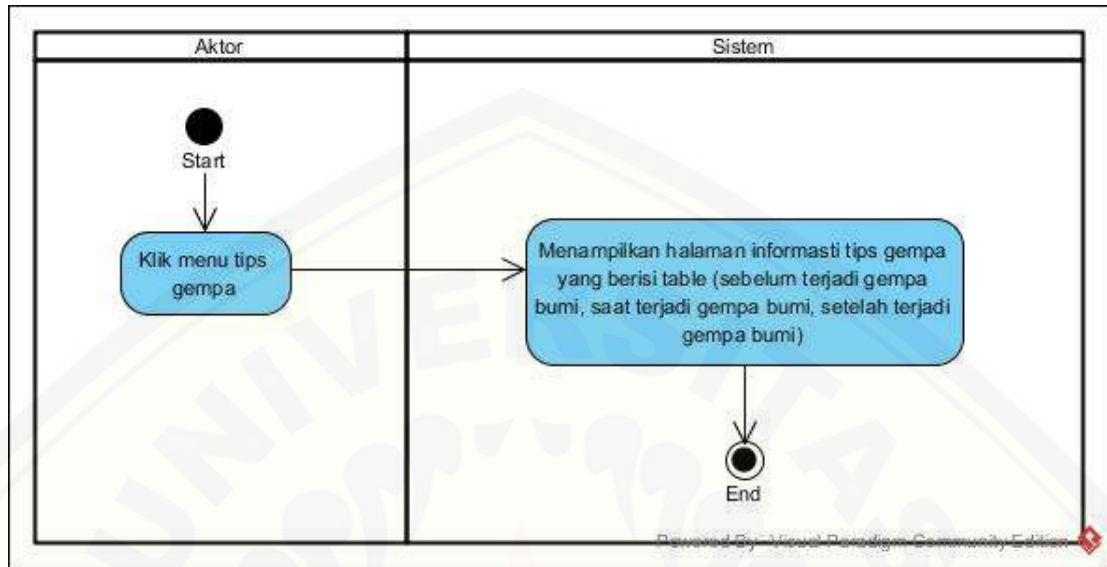 Aktor
Sistem
Start
Klik menu tips
gempa
Menampilkan halaman informasti tips gempa
yang berisi table (sebelum terjadi gempa
bumi, saat terjadi gempa bumi, setelah terjadi
gempa bumi)
End
UNIVERSITAS
Powered By Visual Paradigm Community Edition